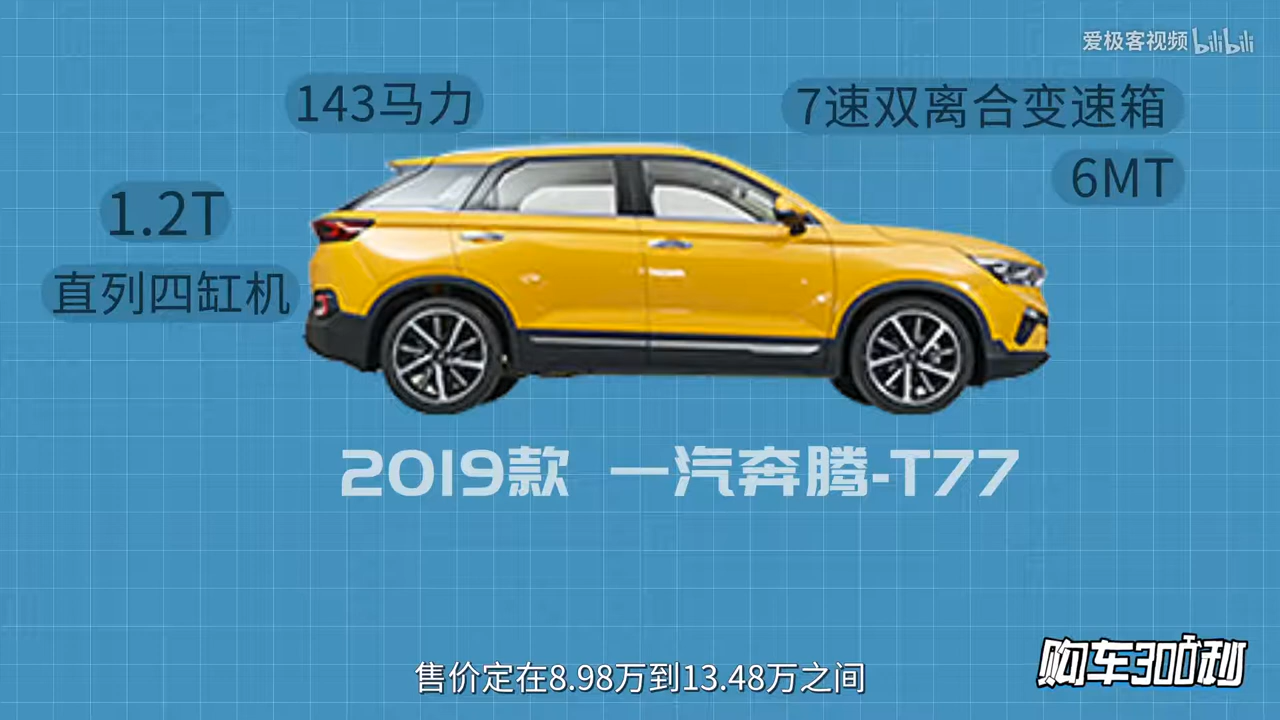 爱极客视频 bilibili
143马力
7速双离合变速箱
6MT
1.2T
直列四缸机
2019款 一汽奔腾-T77
购车300秒
售价定在8.98万到13.48万之间